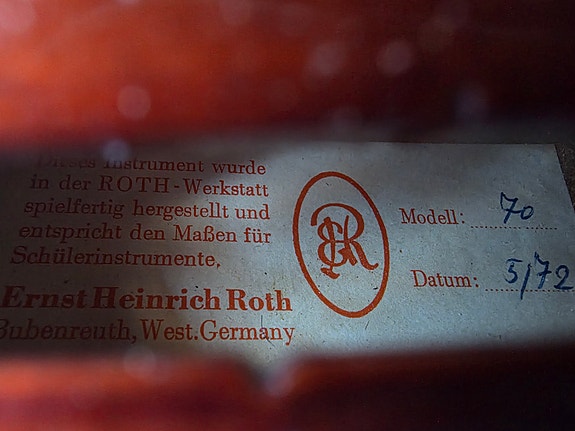 Dieses Instrument wurde
in der ROTH-Werkstatt
spielfertig hergestellt und
entspricht den Maßen für
Schülerinstrumente.
Ernst Heinrich Roth
Bubenreuth, West.Germany
Modell: 70
Datum: 5/72